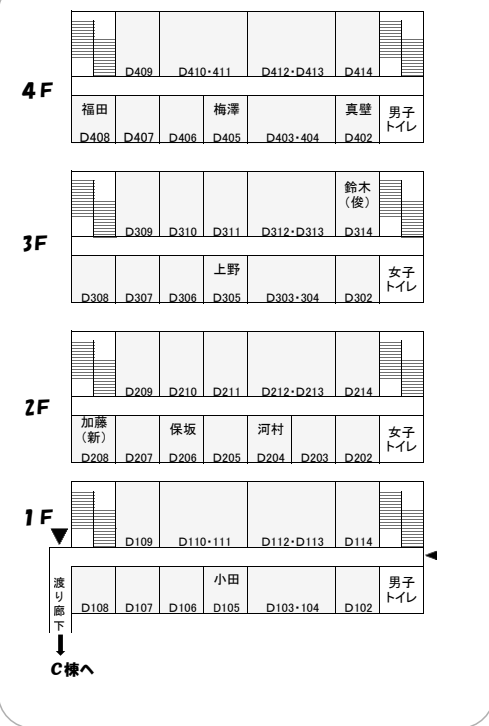 4F
D409
D410・411
D412・D413
D414
福田
D408
D407
D406
梅澤
D405
D403・404
真壁
D402
男子
トイレ
3F
D309
D310
D311
D312・D313
鈴木
（俊）
D314
D308
D307
D306
上野
D305
D303・304
D302
女子
トイレ
2F
D209
D210
D211
D212・D213
D214
加藤
（新）
D208
D207
保坂
D206
D205
河村
D204
D203
D202
女子
トイレ
1F
D109
D110・111
D112・D113
D114
渡り廊下
D108
D107
D106
小田
D105
D103・104
D102
男子
トイレ
C棟へ